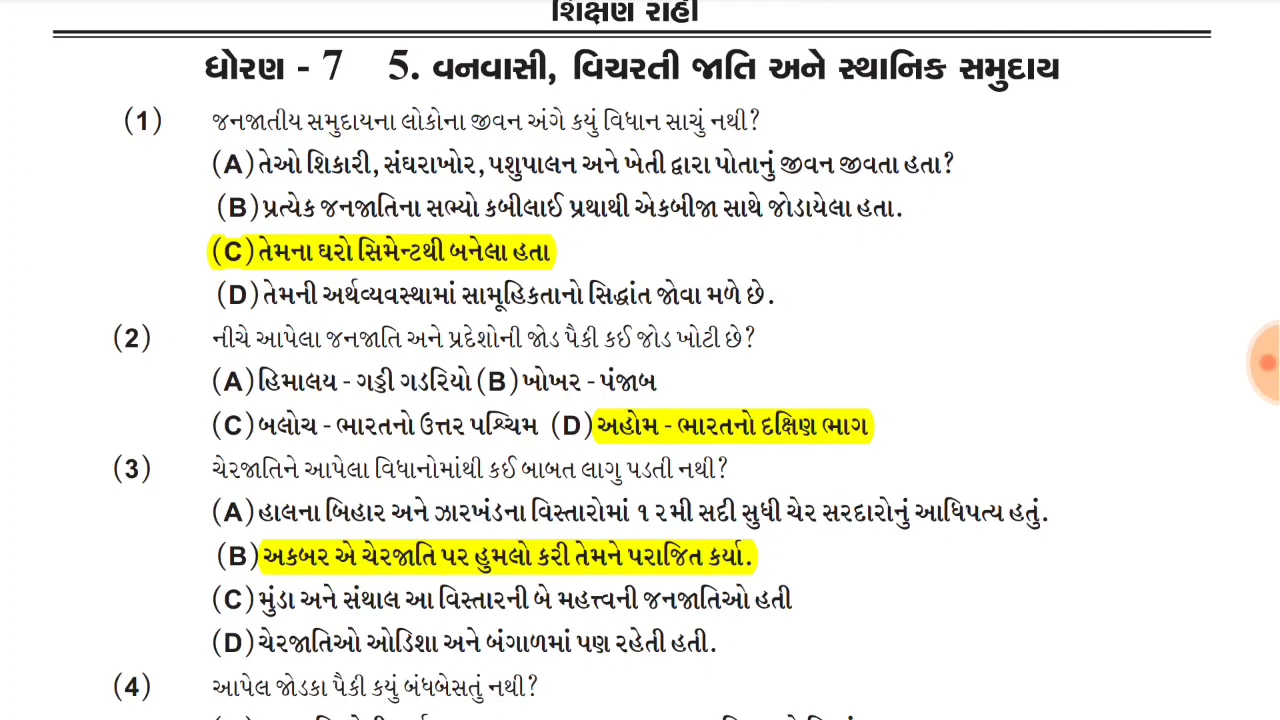 શિક્ષણ રાહી
ધોરણ - 7 5. વનવાસી, વિચરતી જાતિ અને સ્થાનિક સમુદાય
(1) જનજાતીય સમુદાયના લોકોના જીવન અંગે કયું વિધાન સાચું નથી?
(A) તેઓ શિકારી, સંઘરાખોર, પશુપાલન અને ખેતી દ્વારા પોતાનું જીવન જીવતા હતા?
(B) પ્રત્યેક જનજાતિના સભ્યો કબીલાઈ પ્રથાથી એકબીજા સાથે જોડાયેલા હતા.
(C) તેમના ઘરો સિમેન્ટથી બનેલા હતા
(D) તેમની અર્થવ્યવસ્થામાં સામૂહિકતાનો સિદ્ધાંત જોવા મળે છે.
(2) નીચે આપેલા જનજાતિ અને પ્રદેશોની જોડ પૈકી કઈ જોડ ખોટી છે?
(A) હિમાલય - ગડ્ડી ગડરિયો (B) ખોખર - પંજાબ
(C) બલોચ - ભારતનો ઉત્તર પશ્ચિમ (D) અહોમ - ભારતનો દક્ષિણ ભાગ
(3) ચેરજાતિને આપેલા વિધાનોમાંથી કઈ બાબત લાગુ પડતી નથી?
(A) હાલના બિહાર અને ઝારખંડના વિસ્તારોમાં ૧૨મી સદી સુધી ચેર સરદારોનું આધિપત્ય હતું.
(B) અકબર એ ચેરજાતિ પર હુમલો કરી તેમને પરાજિત કર્યા.
(C) મુંડા અને સંથાલ આ વિસ્તારની બે મહત્ત્વની જનજાતિઓ હતી
(D) ચેરજાતિઓ ઓડિશા અને બંગાળમાં પણ રહેતી હતી.
(4) આપેલ જોડકા પૈકી કયું બંધબેસતું નથી?